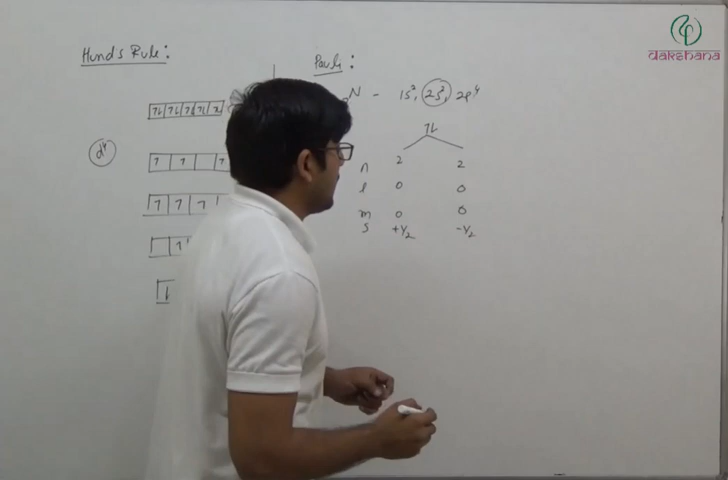 dakshana
Hunds Rule:
Pauli:
N - 1s², 2s², 2p⁴
d⁴
n 2 2
l 0 0
m 0 0
s +1/2 -1/2